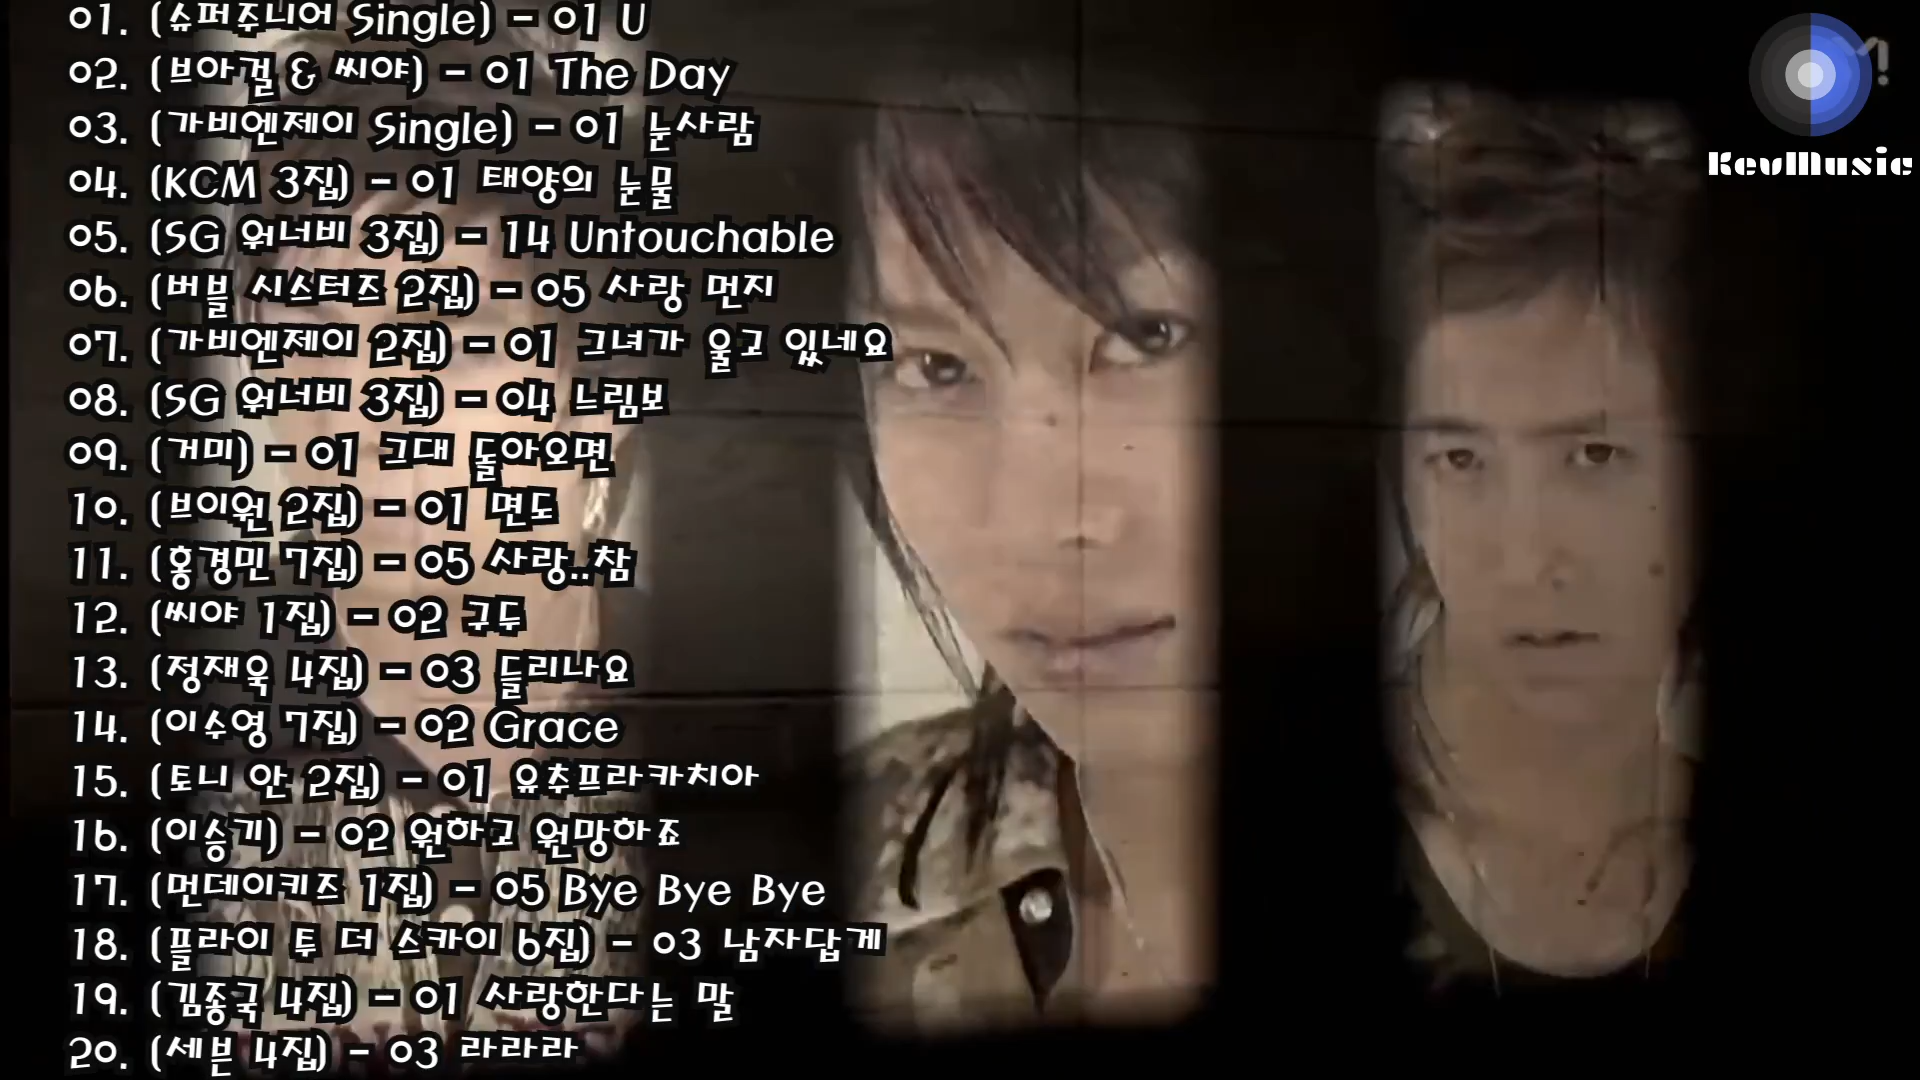 01. (슈퍼주니어 Single) - 01 U
02. (브아걸 & 씨야) - 01 The Day
03. (가비엔제이 Single) - 01 눈사람
04. (KCM 3집) - 01 태양의 눈물
05. (SG 워너비 3집) - 14 Untouchable
06. (버블 시스터즈 2집) - 05 사랑 먼지
07. (가비엔제이 2집) - 01 그녀가 울고 있네요
08. (SG 워너비 3집) - 04 느림보
09. (거미) - 01 그대 돌아오면
10. (브이원 2집) - 01 면도
11. (홍경민 7집) - 05 사랑..참
12. (씨야 1집) - 02 구두
13. (정재욱 4집) - 03 들리나요
14. (이수영 7집) - 02 Grace
15. (토니 안 2집) - 01 유추프라카치아
16. (이승기) - 02 원하고 원망하죠
17. (먼데이키즈 1집) - 05 Bye Bye Bye
18. (플라이 투 더 스카이 6집) - 03 남자답게
19. (김종국 4집) - 01 사랑한다는 말
20. (세븐 4집) - 03 라라라
KevMusic